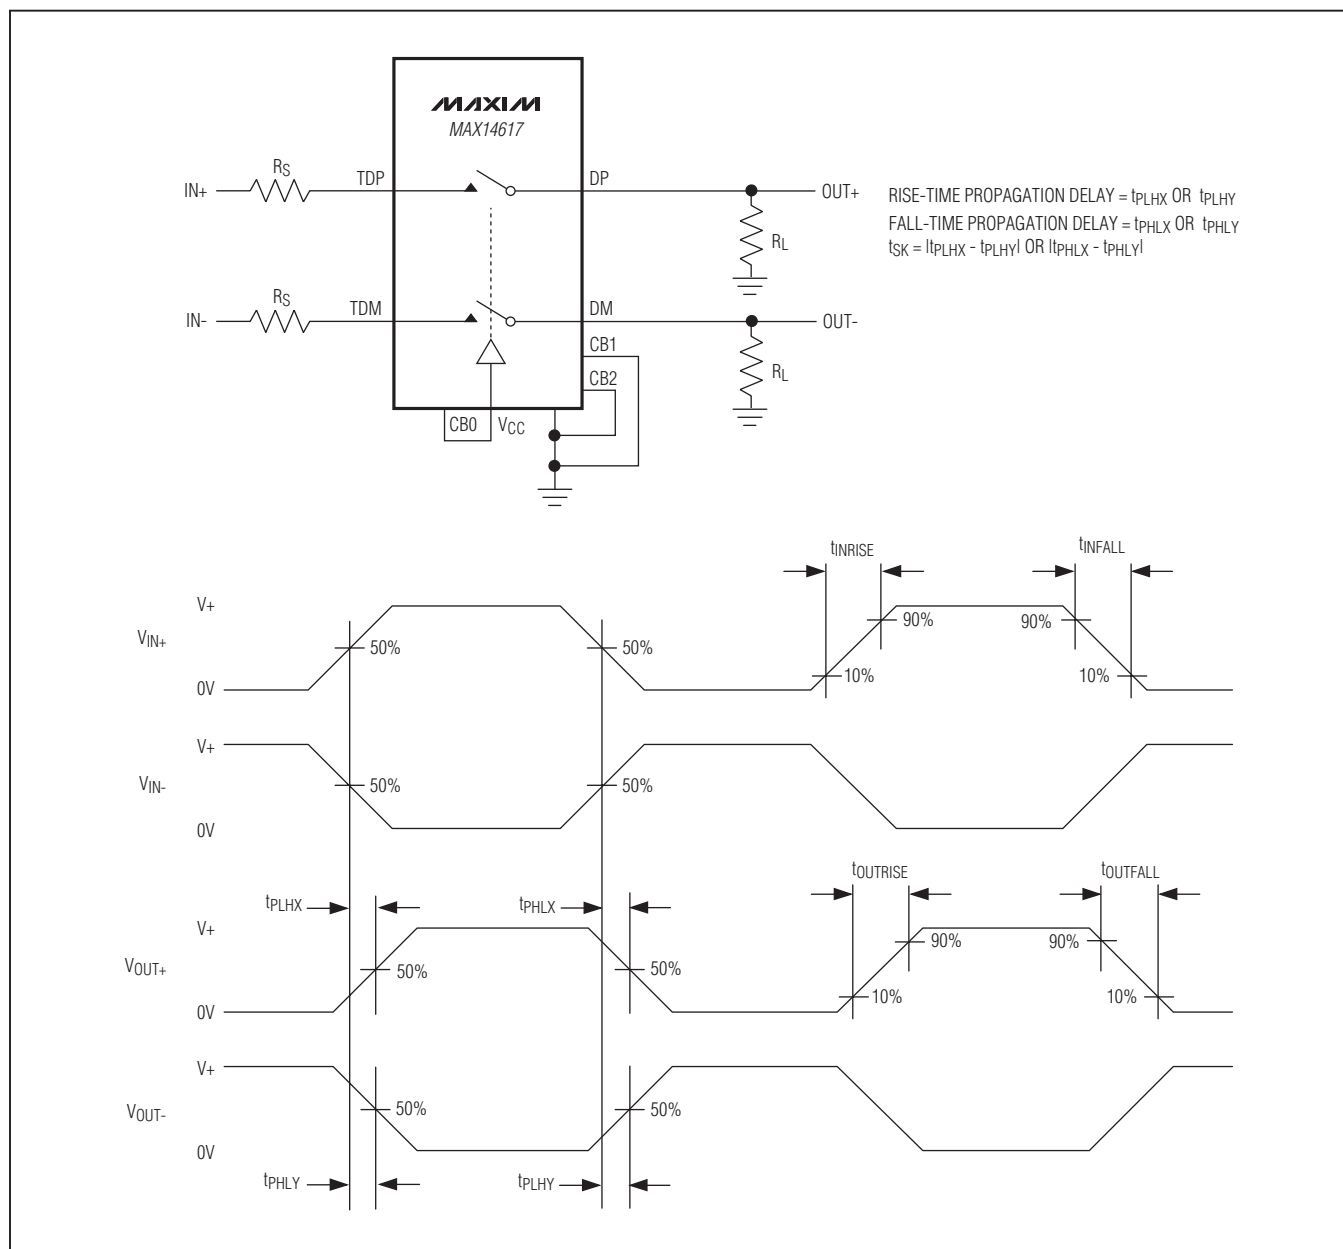 MAXIM
MAX14617
IN+
RS
TDP
DP
OUT+
RL
IN-
RS
TDM
DM
OUT-
RL
CB1
CB2
CB0
VCC
RISE-TIME PROPAGATION DELAY = tPLHX OR tPLHY
FALL-TIME PROPAGATION DELAY = tPHLX OR tPHLY
tSK = |tPLHX - tPLHY| OR |tPHLX - tPHLY|
tINRISE
tINFALL
V+
VIN+
0V
50%
50%
90%
90%
10%
10%
V+
VIN-
0V
50%
50%
tOUTRISE
tOUTFALL
tPLHX
tPHLX
V+
VOUT+
0V
50%
50%
90%
90%
10%
10%
V+
VOUT-
0V
50%
50%
tPHLY
tPLHY